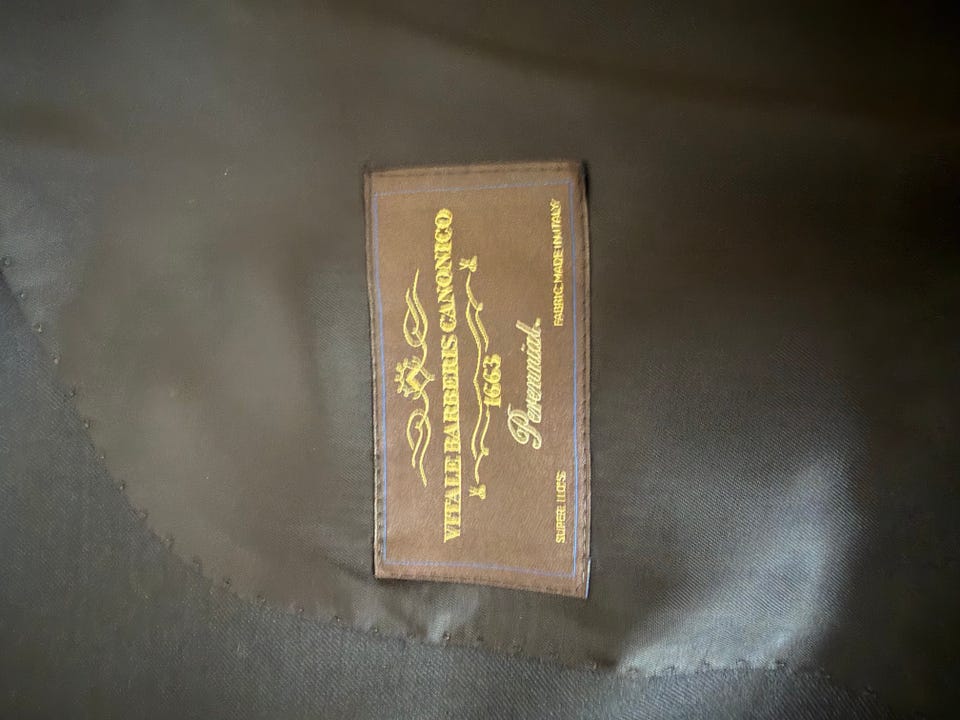 VITALE BARBERIS CANONICO
1663
Perennial
SUPER 110'S
FABRIC MADE IN ITALY